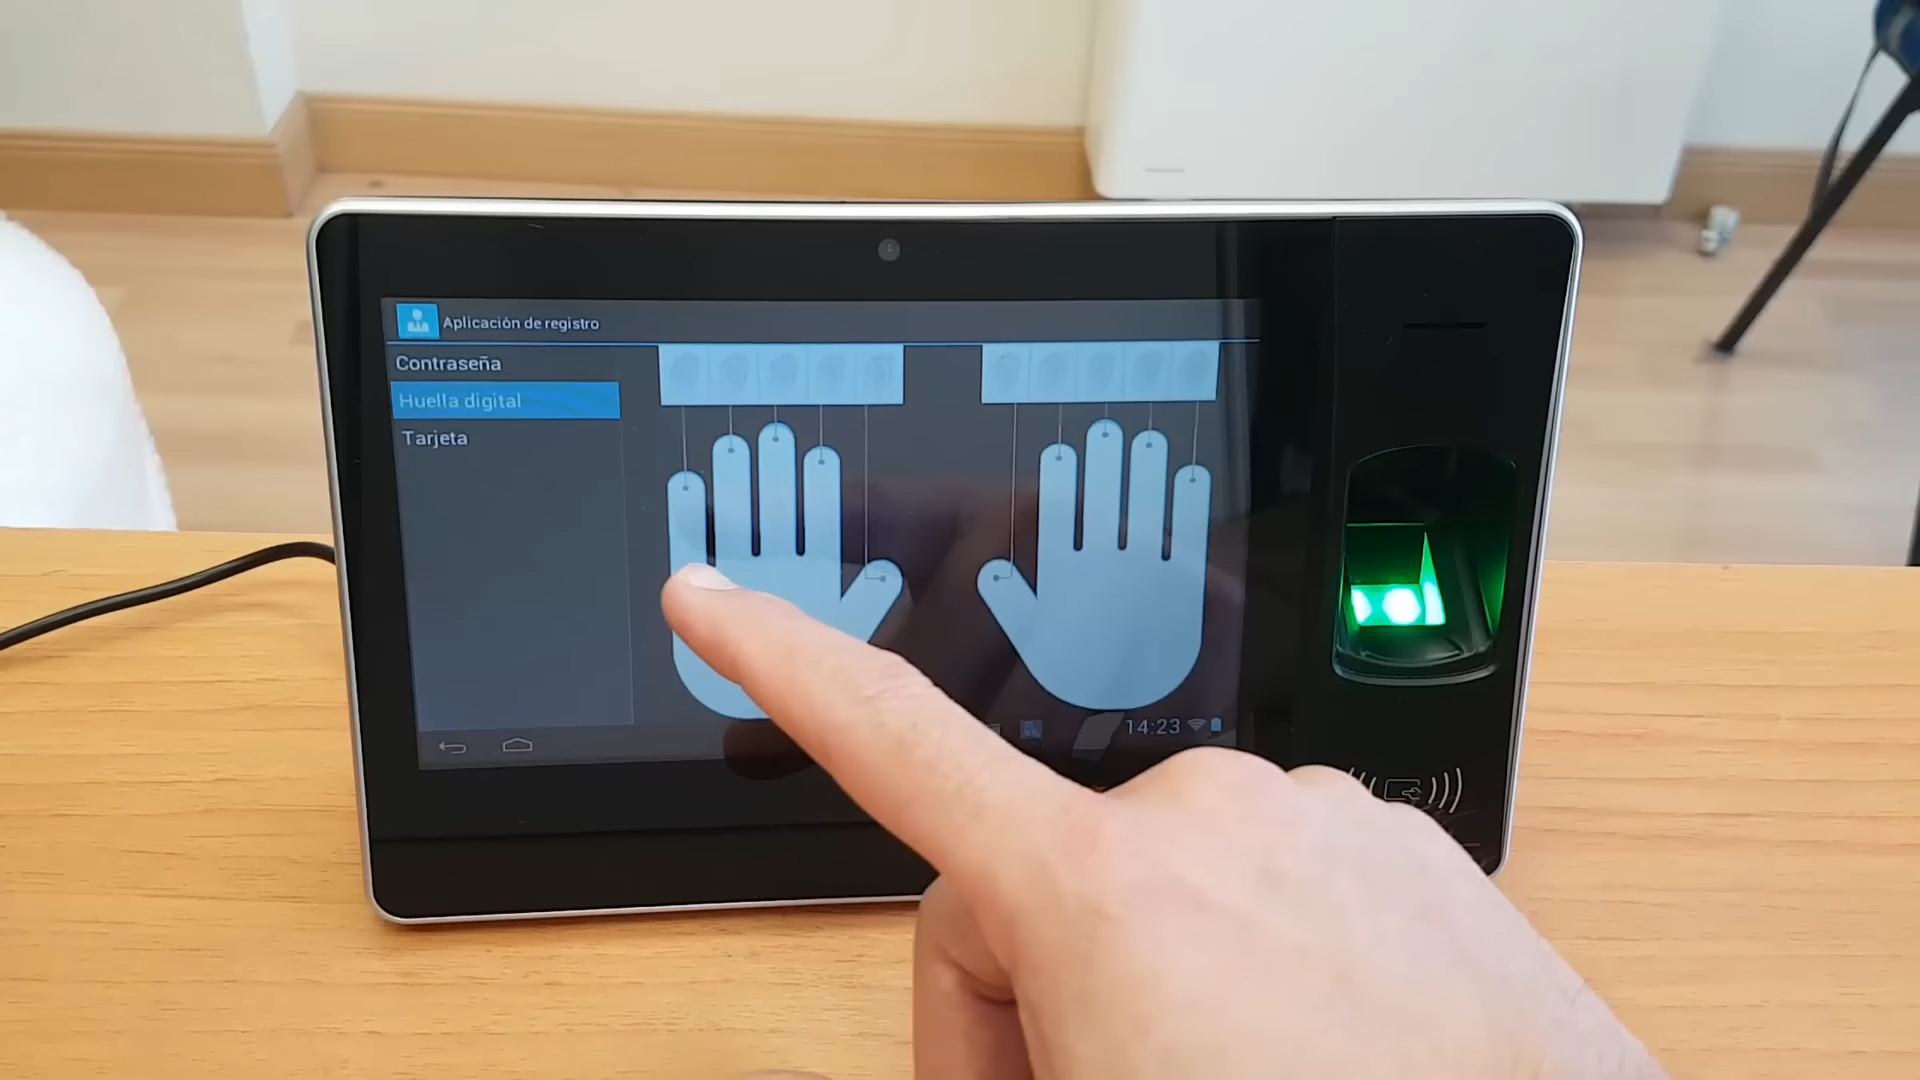 Aplicación de registro
Contraseña
Huella digital
Tarjeta
14:23